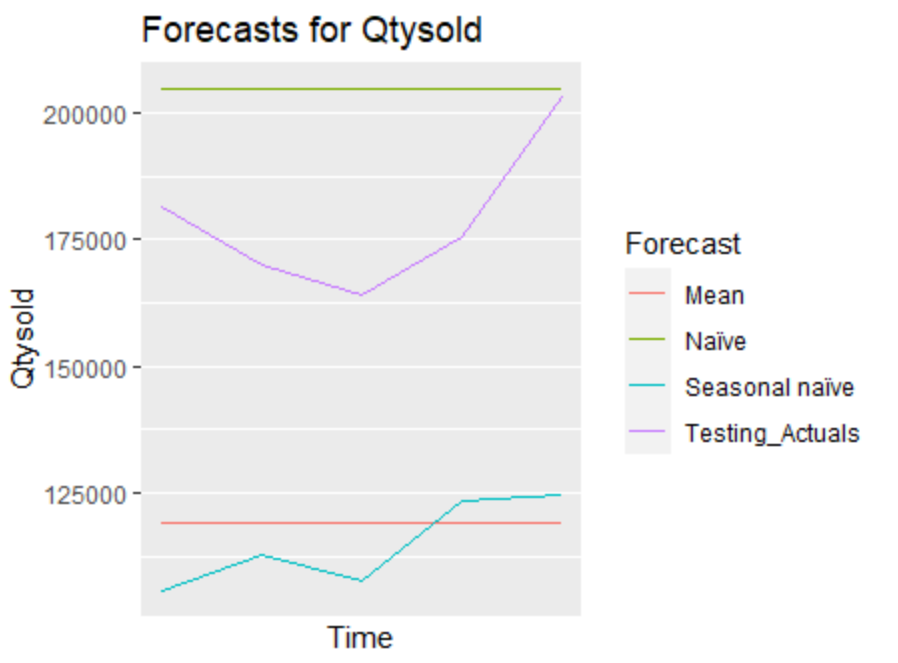 Forecasts for Qtysold
Qtysold
200000
175000
150000
125000
Time
Forecast
Mean
Naïve
Seasonal naïve
Testing_Actuals